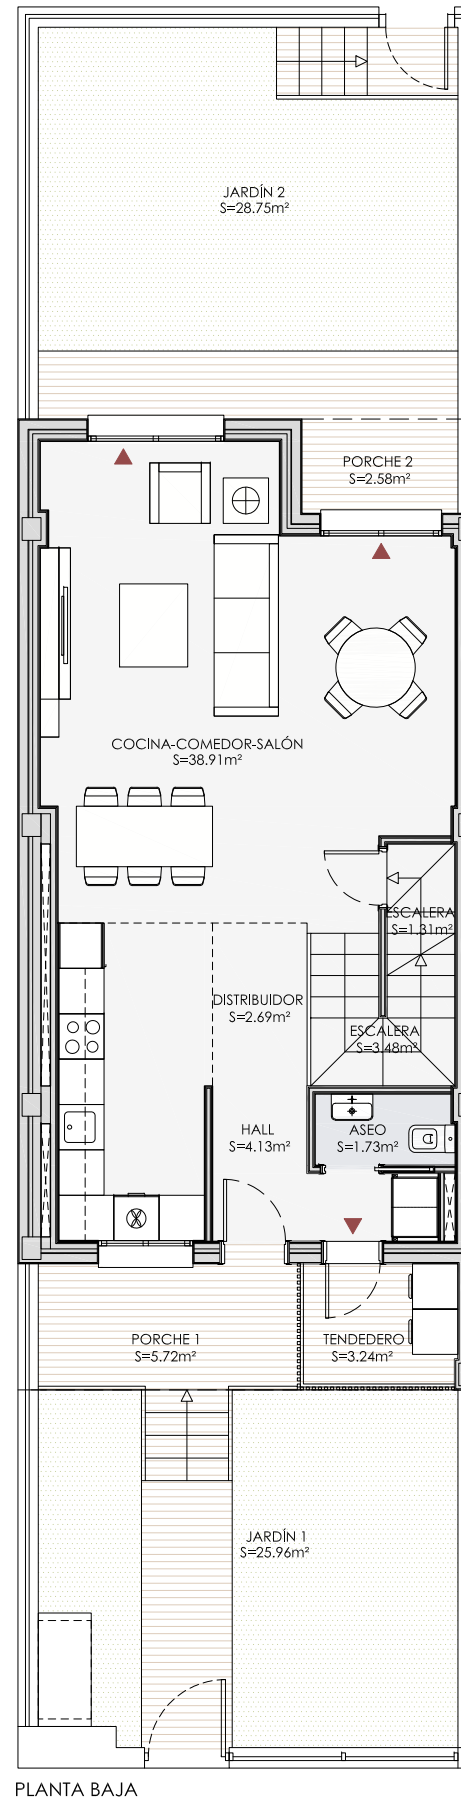 JARDÍN 2
S=28.75m²
PORCHE 2
S=2.58m²
COCINA-COMEDOR-SALÓN
S=38.91m²
ESCALERA
S=1.31m²
DISTRIBUIDOR
S=2.69m²
ESCALERA
S=3.48m²
HALL
S=4.13m²
ASEO
S=1.73m²
PORCHE 1
S=5.72m²
TENDEDERO
S=3.24m²
JARDÍN 1
S=25.96m²
PLANTA BAJA